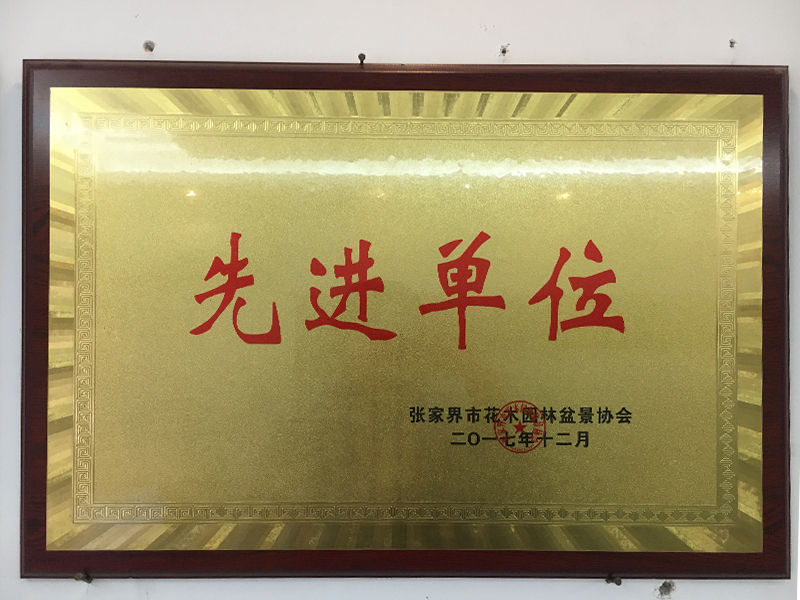 先进单位
张家界市花木园林盆景协会
二〇一七年十二月